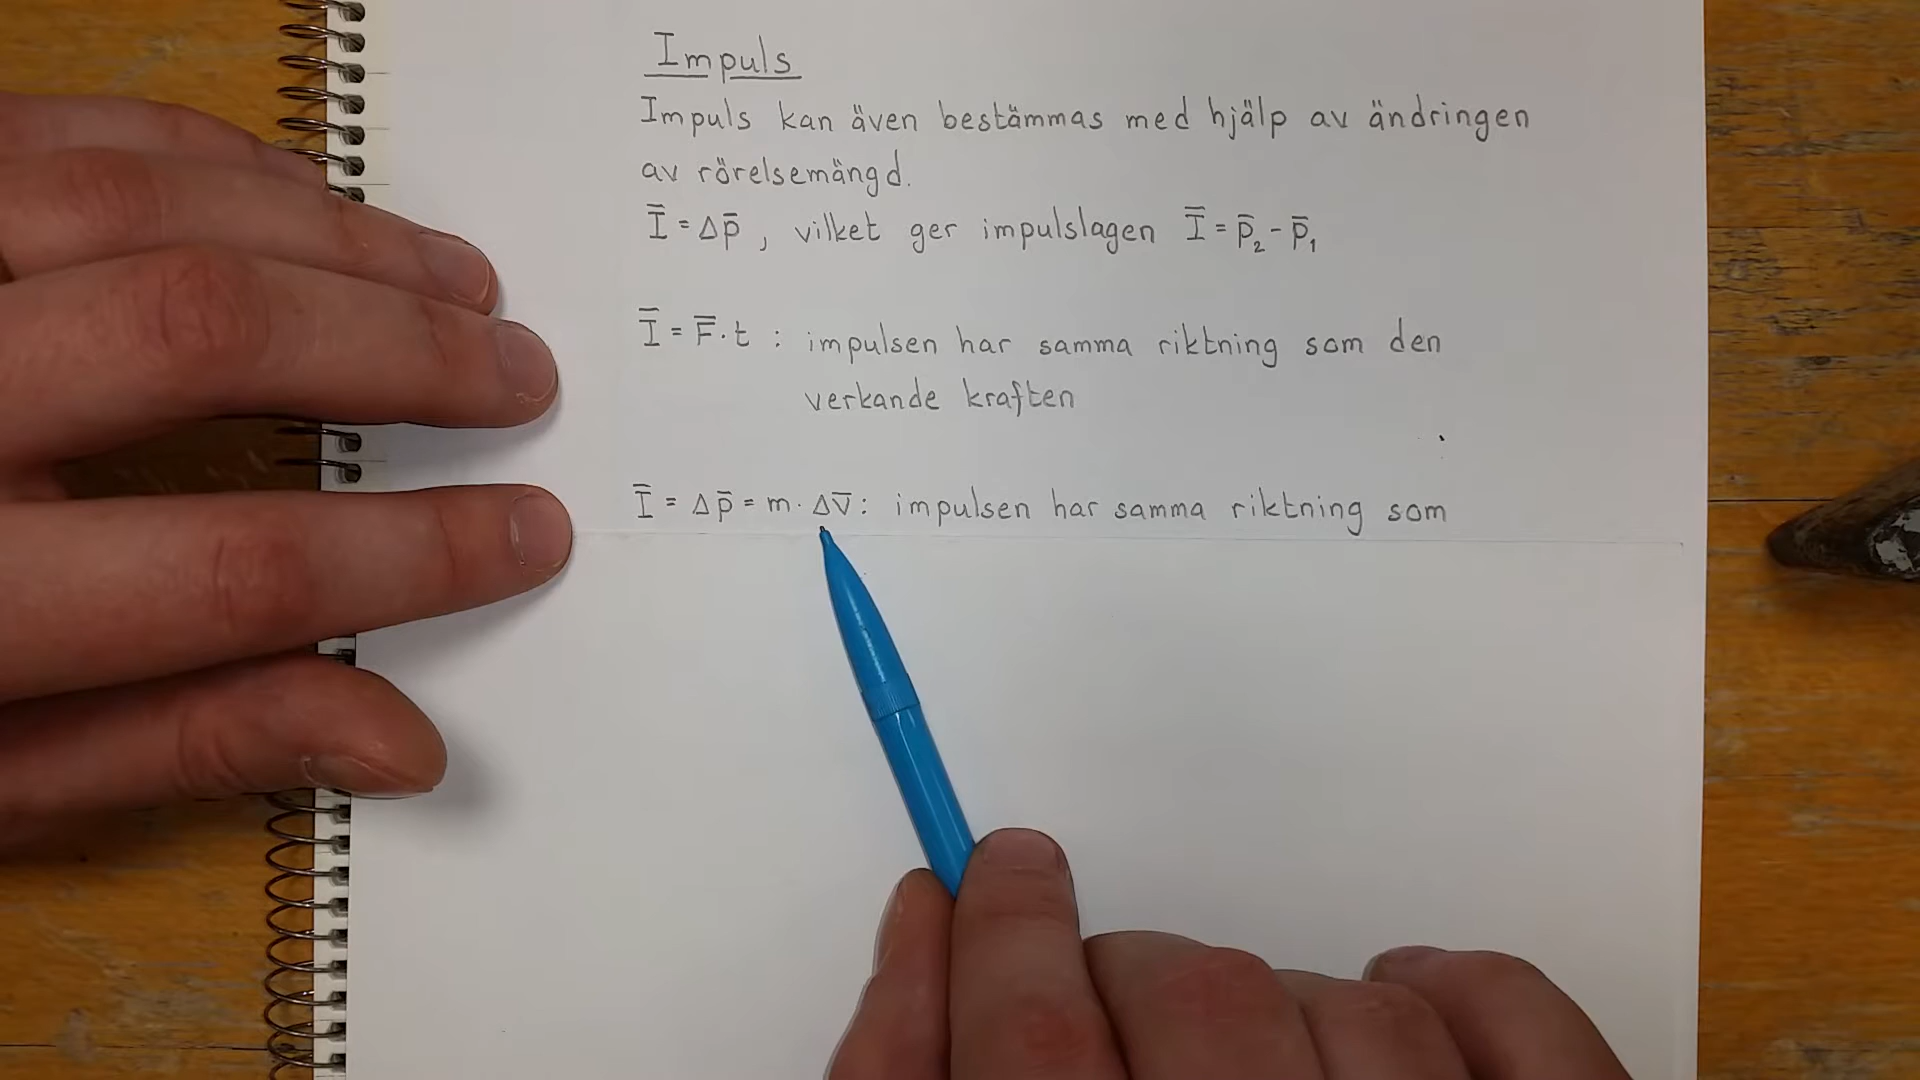 Impuls
Impuls kan även bestämmas med hjälp av ändringen
av rörelsemängd.
I̅ = Δp̅ , vilket ger impulslagen I̅ = p̅₂ - p̅₁
I̅ = F̅ · t : impulsen har samma riktning som den
verkande kraften
I̅ = Δp̅ = m · Δv̅ : impulsen har samma riktning som